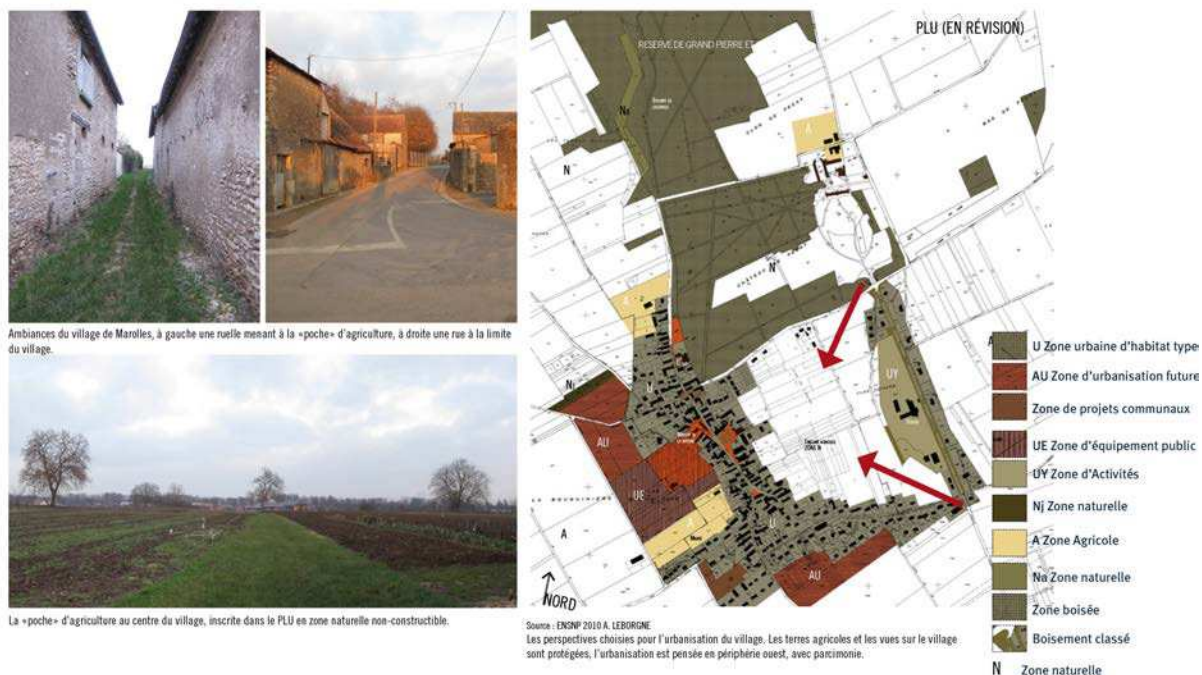 Ambiances du village de Marolles, à gauche une ruelle menant à la «poche» d'agriculture, à droite une rue à la limite
du village.
La «poche» d'agriculture au centre du village, inscrite dans le PLU en zone naturelle non-constructible.
PLU (EN RÉVISION)
RESERVE DE GRAND PIERRE ET
Na
N
A
N
A
A
UY
Nj
U
AU
UE
A
A
U
AU
NORD
Source : ENSNP 2010 A. LEBORGNE
Les perspectives choisies pour l'urbanisation du village. Les terres agricoles et les vues sur le village
sont protégées, l'urbanisation est pensée en périphérie ouest, avec parcimonie.
U Zone urbaine d'habitat type
AU Zone d'urbanisation future
Zone de projets communaux
UE Zone d'équipement public
UY Zone d'Activités
Nj Zone naturelle
A Zone Agricole
Na Zone naturelle
Zone boisée
Boisement classé
N Zone naturelle